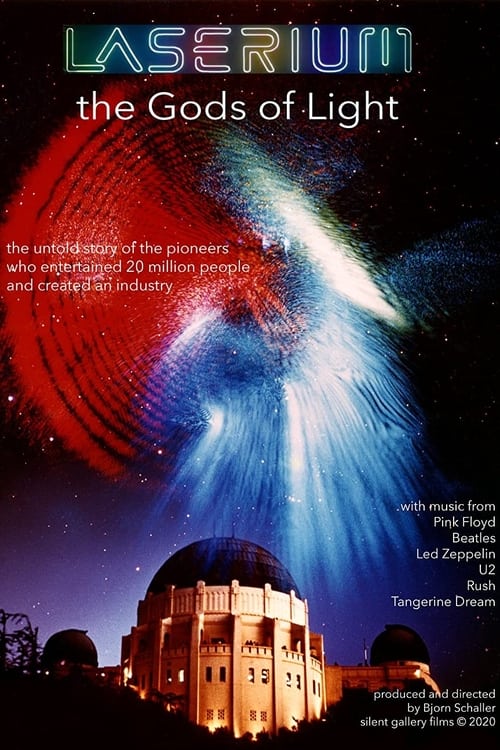 LASERIUM
the Gods of Light
the untold story of the pioneers
who entertained 20 million people
and created an industry
with music from
Pink Floyd
Beatles
Led Zeppelin
U2
Rush
Tangerine Dream
produced and directed
by Bjorn Schaller
silent gallery films © 2020